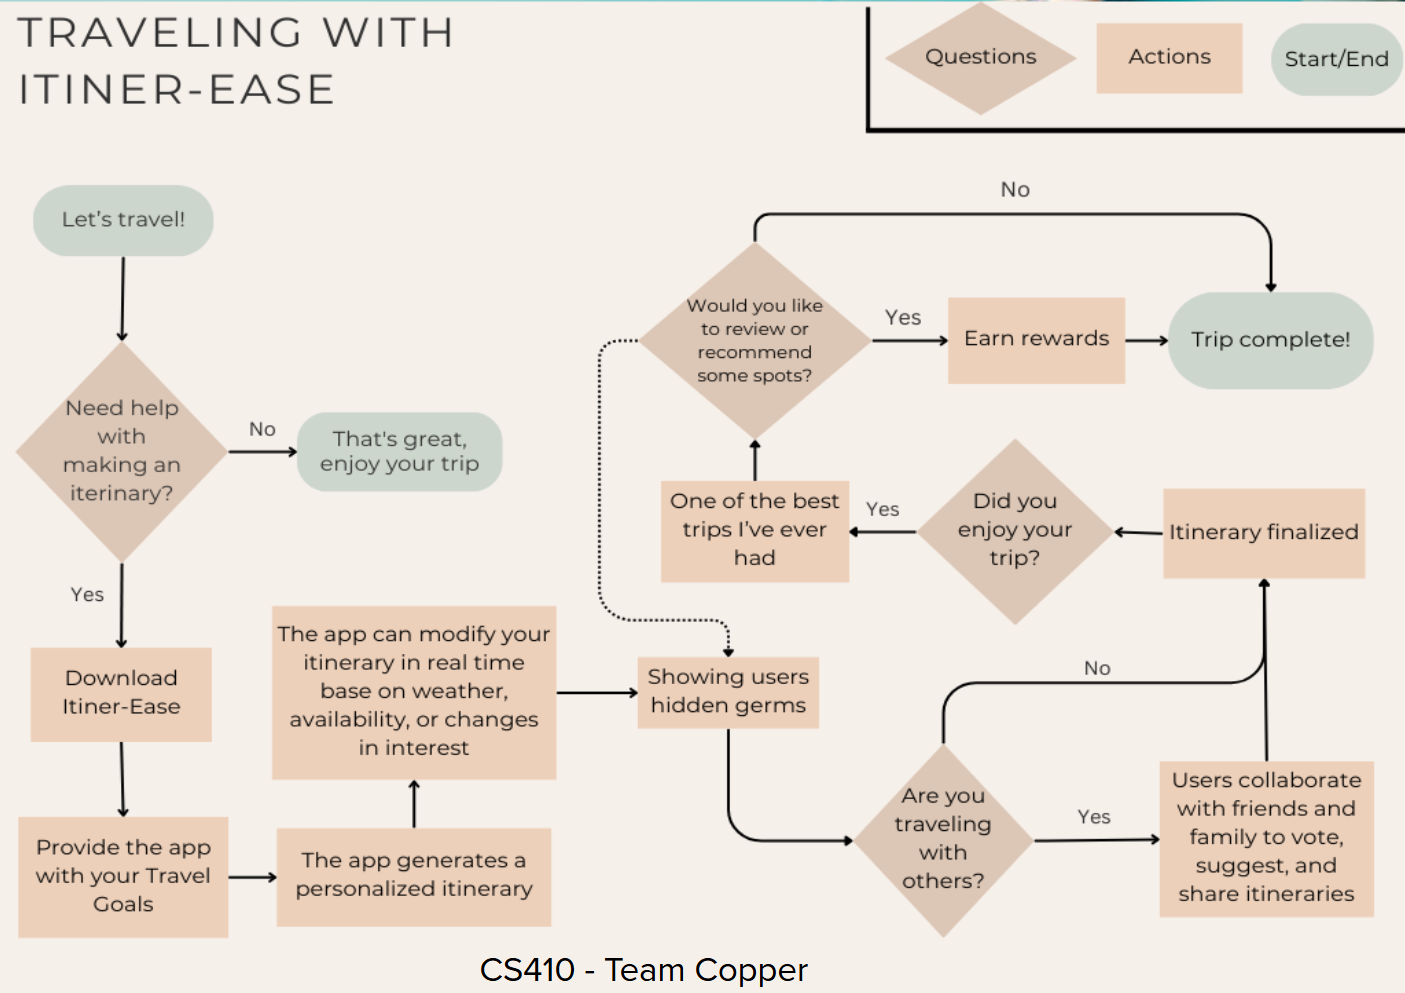 TRAVELING WITH
ITINER-EASE
Questions
Actions
Start/End
Let's travel!
Need help
with
making an
iterinary?
No
That's great,
enjoy your trip
Yes
Download
Itiner-Ease
Provide the app
with your Travel
Goals
The app generates a
personalized itinerary
The app can modify your
itinerary in real time
base on weather,
availability, or changes
in interest
Showing users
hidden germs
Are you
traveling
with
others?
No
Yes
Users collaborate
with friends and
family to vote,
suggest, and
share itineraries
Itinerary finalized
Did you
enjoy your
trip?
Yes
One of the best
trips I've ever
had
Would you like
to review or
recommend
some spots?
No
Yes
Earn rewards
Trip complete!
CS410 - Team Copper